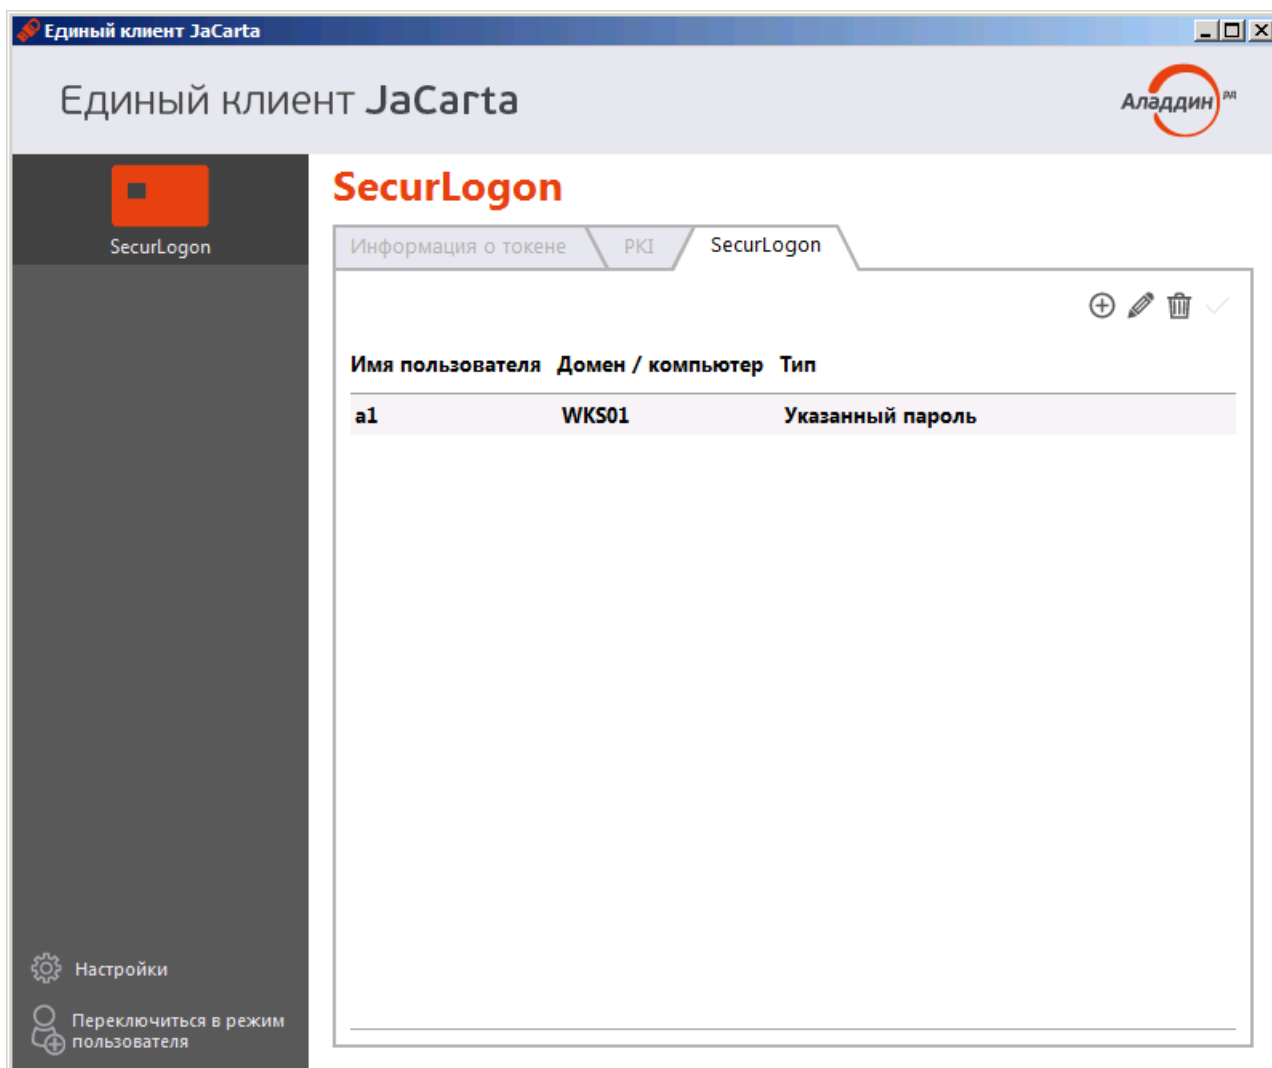 Единый клиент JaCarta
Единый клиент JaCarta
Аладдин РД
SecurLogon
SecurLogon
Информация о токене PKI SecurLogon
Имя пользователя Домен / компьютер Тип
a1 WKS01 Указанный пароль
Настройки
Переключиться в режим
пользователя